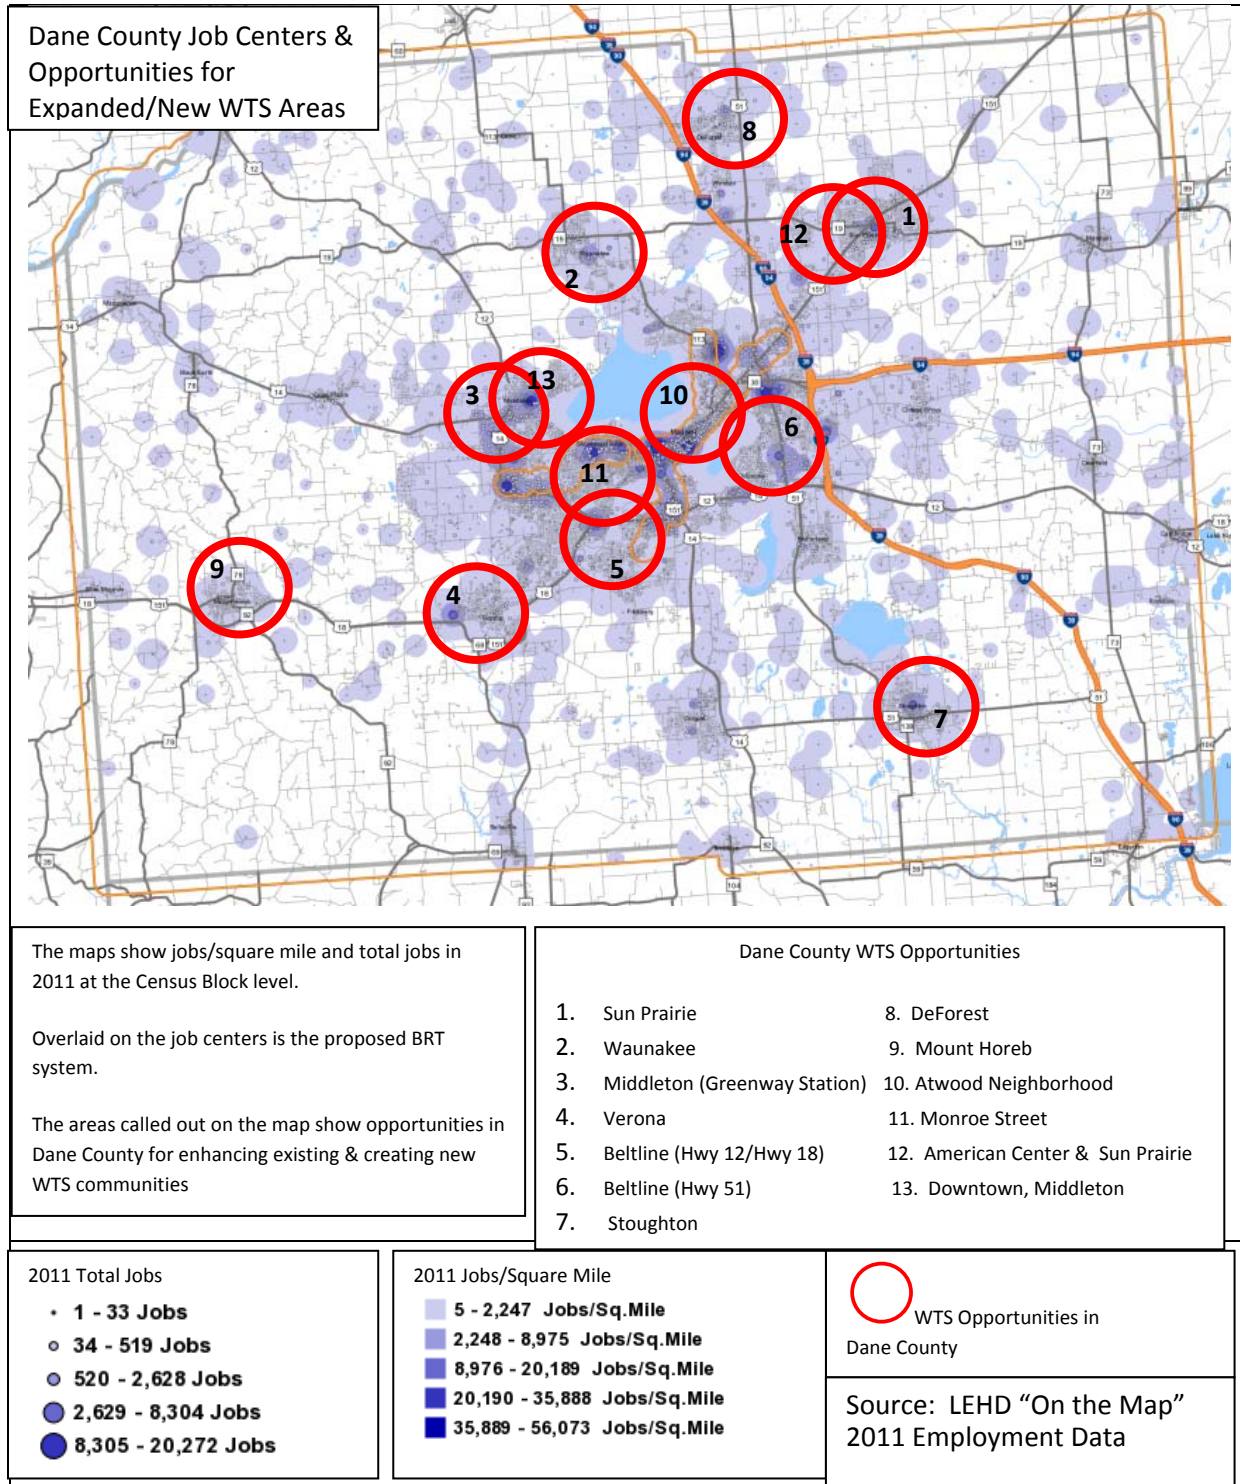 Dane County Job Centers &
Opportunities for
Expanded/New WTS Areas
8
1
12
2
3
13
10
6
11
5
9
4
7
The maps show jobs/square mile and total jobs in
2011 at the Census Block level.
Overlaid on the job centers is the proposed BRT
system.
The areas called out on the map show opportunities in
Dane County for enhancing existing & creating new
WTS communities
Dane County WTS Opportunities
1. Sun Prairie
2. Waunakee
3. Middleton (Greenway Station)
4. Verona
5. Beltline (Hwy 12/Hwy 18)
6. Beltline (Hwy 51)
7. Stoughton
8. DeForest
9. Mount Horeb
10. Atwood Neighborhood
11. Monroe Street
12. American Center & Sun Prairie
13. Downtown, Middleton
2011 Total Jobs
1 - 33 Jobs
34 - 519 Jobs
520 - 2,628 Jobs
2,629 - 8,304 Jobs
8,305 - 20,272 Jobs
2011 Jobs/Square Mile
5 - 2,247 Jobs/Sq.Mile
2,248 - 8,975 Jobs/Sq.Mile
8,976 - 20,189 Jobs/Sq.Mile
20,190 - 35,888 Jobs/Sq.Mile
35,889 - 56,073 Jobs/Sq.Mile
WTS Opportunities in
Dane County
Source: LEHD “On the Map”
2011 Employment Data